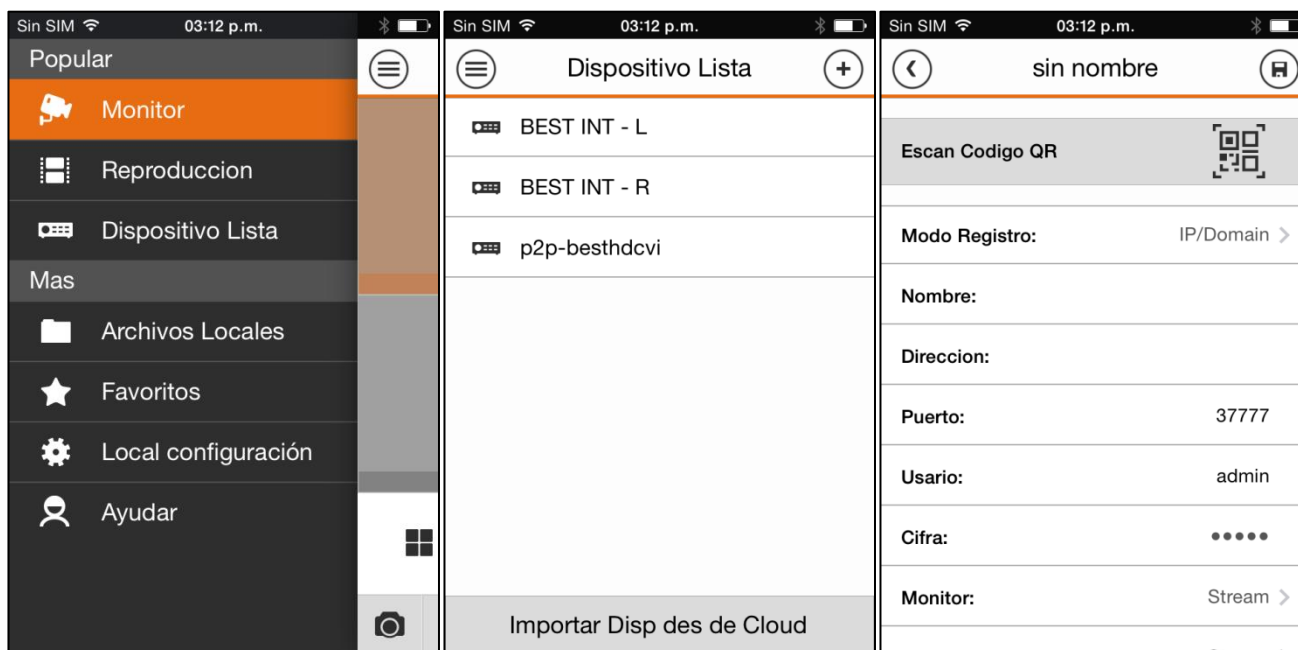 Sin SIM 03:12 p.m.
Popular
Monitor
Reproduccion
Dispositivo Lista
Mas
Archivos Locales
Favoritos
Local configuración
Ayudar
Sin SIM 03:12 p.m.
Dispositivo Lista
BEST INT - L
BEST INT - R
p2p-besthdcvi
Importar Disp des de Cloud
Sin SIM 03:12 p.m.
sin nombre
Escan Codigo QR
Modo Registro: IP/Domain
Nombre:
Direccion:
Puerto: 37777
Usario: admin
Cifra: •••••
Monitor: Stream